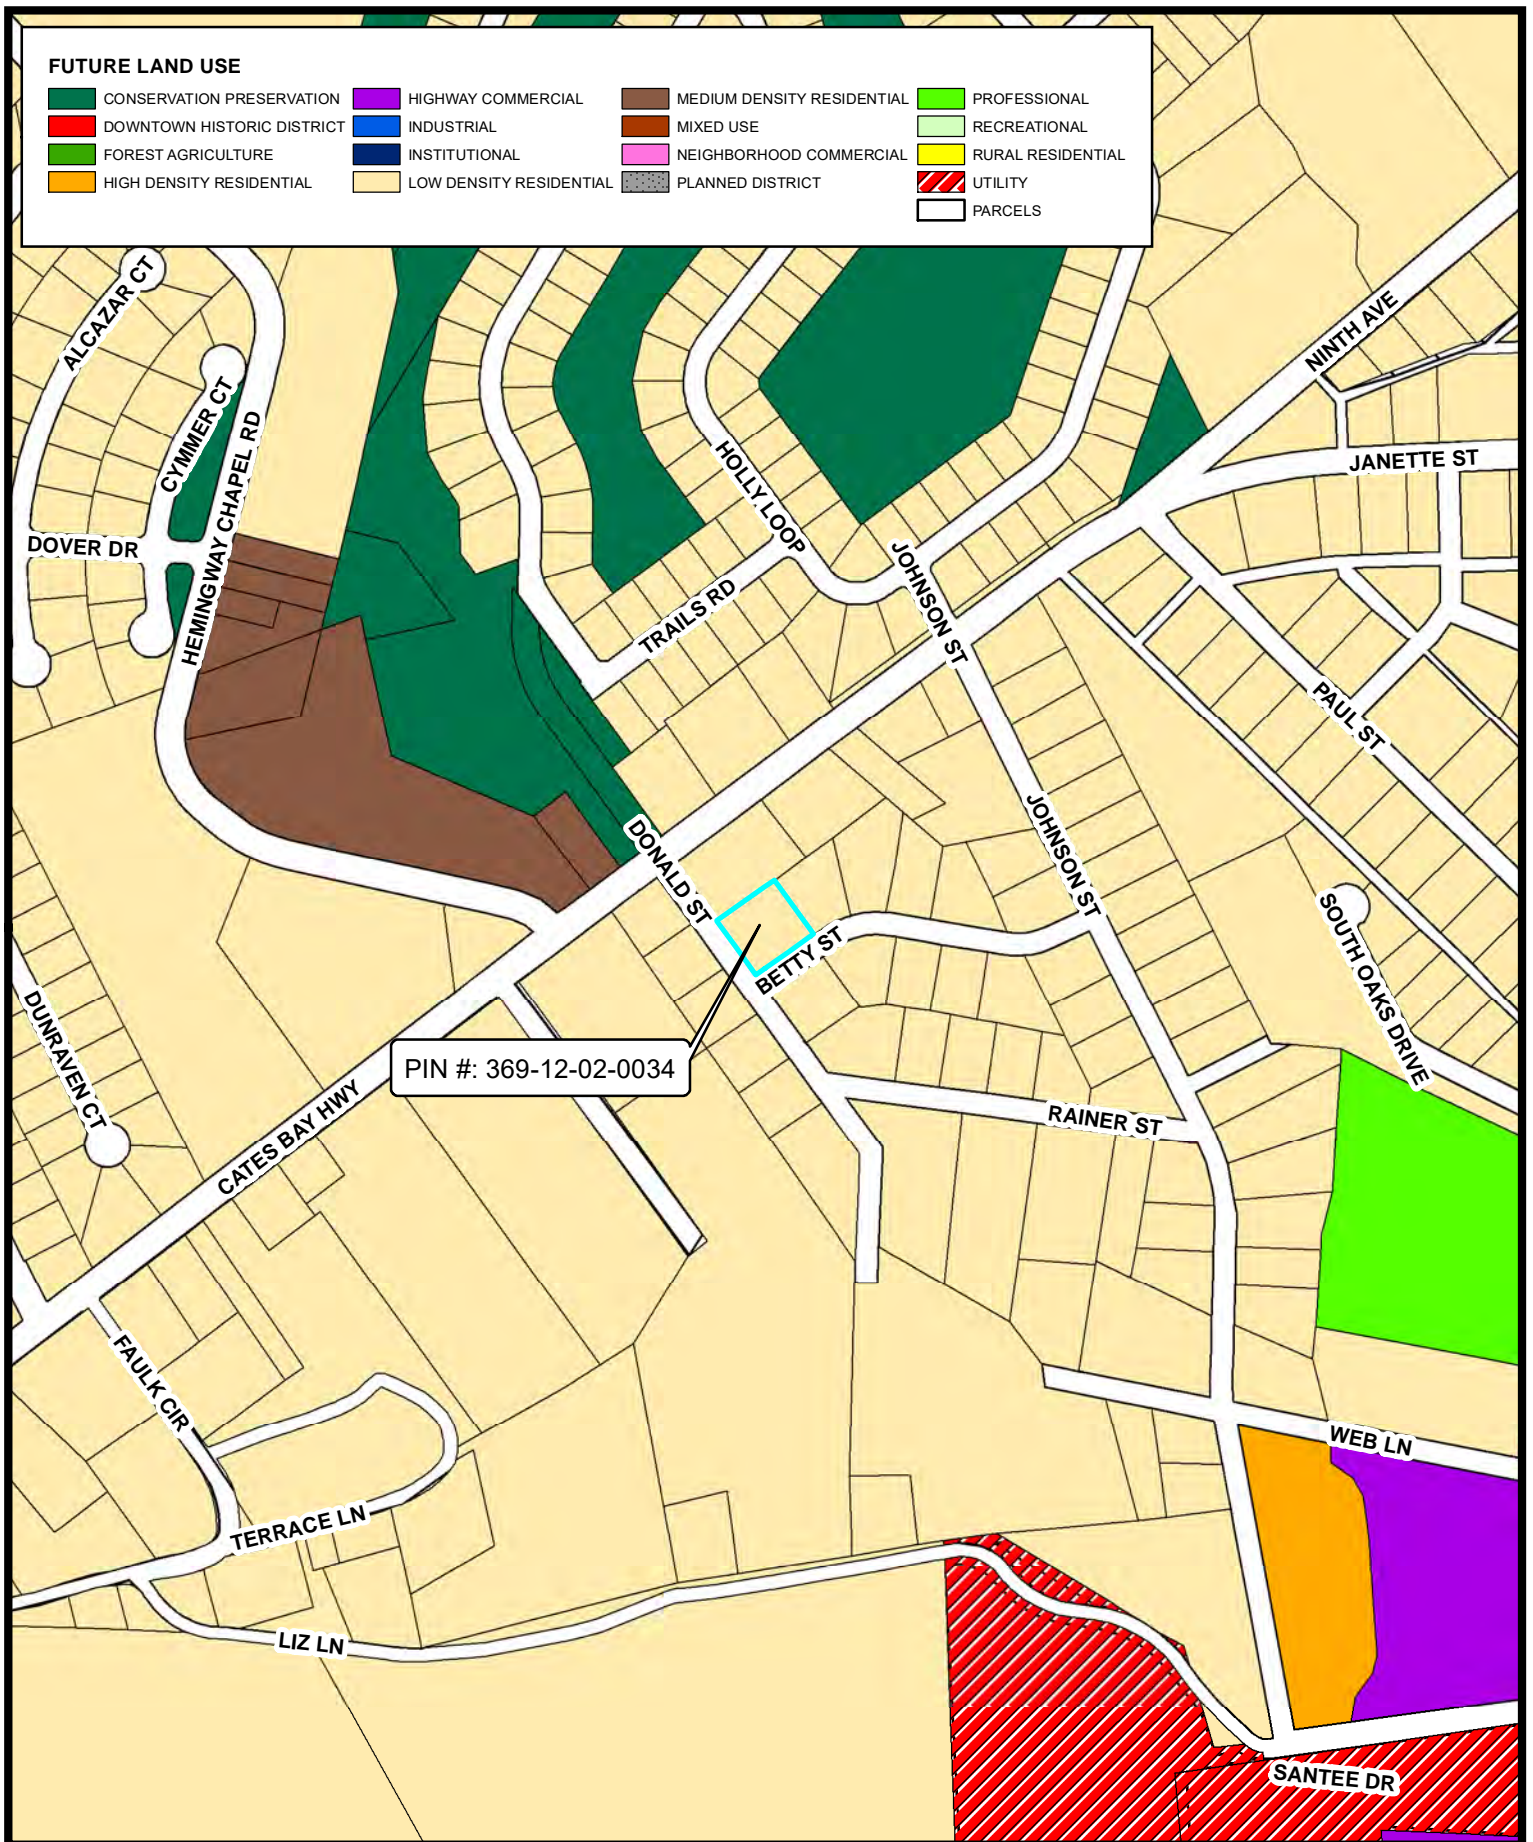 FUTURE LAND USE
CONSERVATION PRESERVATION
DOWNTOWN HISTORIC DISTRICT
FOREST AGRICULTURE
HIGH DENSITY RESIDENTIAL
HIGHWAY COMMERCIAL
INDUSTRIAL
INSTITUTIONAL
LOW DENSITY RESIDENTIAL
MEDIUM DENSITY RESIDENTIAL
MIXED USE
NEIGHBORHOOD COMMERCIAL
PLANNED DISTRICT
PROFESSIONAL
RECREATIONAL
RURAL RESIDENTIAL
UTILITY
PARCELS
ALCAZAR CT
CYMMER CT
HEMINGWAY CHAPEL RD
DOVER DR
NINTH AVE
JANETTE ST
HOLLY LOOP
TRAILS RD
JOHNSON ST
PAUL ST
DONALD ST
JOHNSON ST
BETTY ST
SOUTH OAKS DRIVE
DUNRAVEN CT
PIN #: 369-12-02-0034
CATES BAY HWY
RAINER ST
FAULK CIR
WEB LN
TERRACE LN
LIZ LN
SANTEE DR